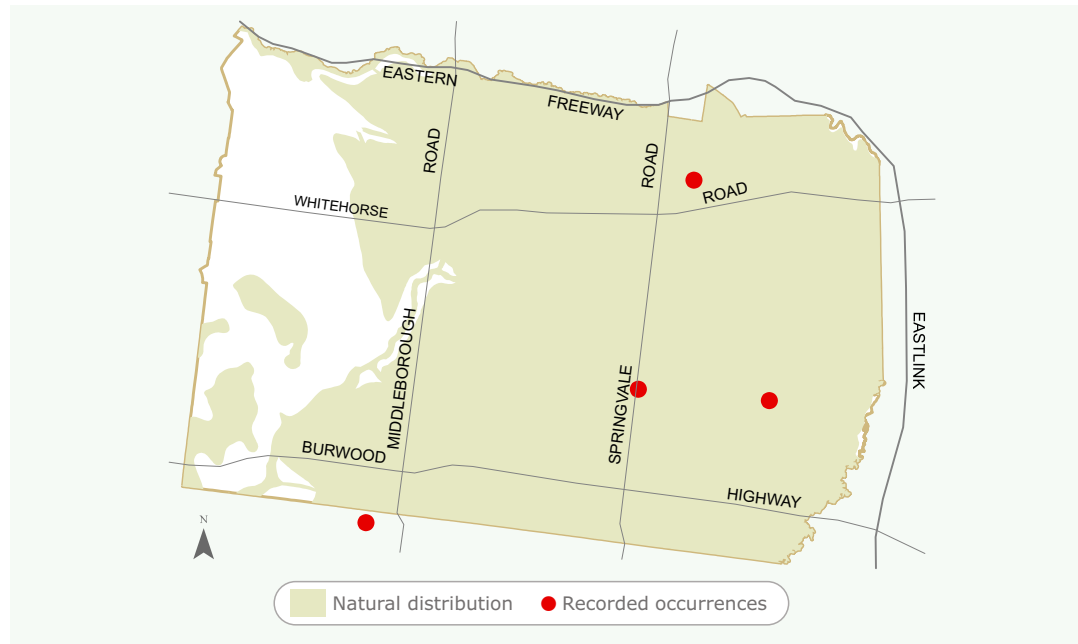 EASTERN
FREEWAY
ROAD
ROAD
ROAD
WHITEHORSE
EASTLINK
MIDDLEBOROUGH
SPRINGVALE
BURWOOD
HIGHWAY
N
Natural distribution
Recorded occurrences